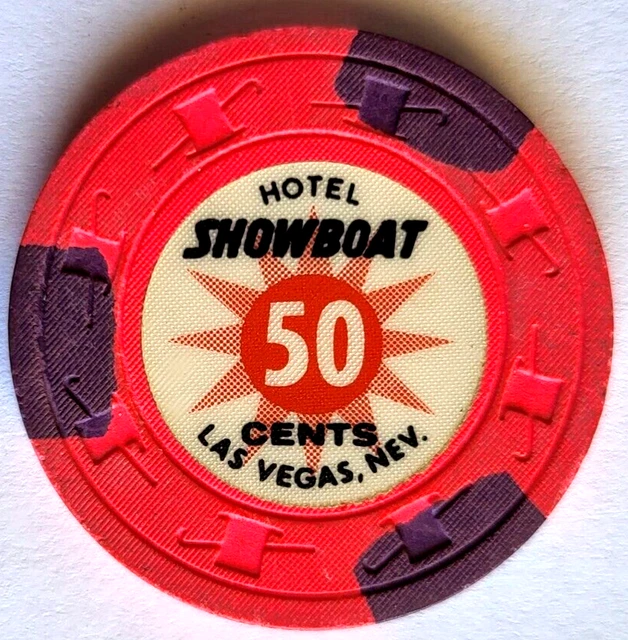 HOTEL
SHOWBOAT
50
CENTS
LAS VEGAS, NEV.